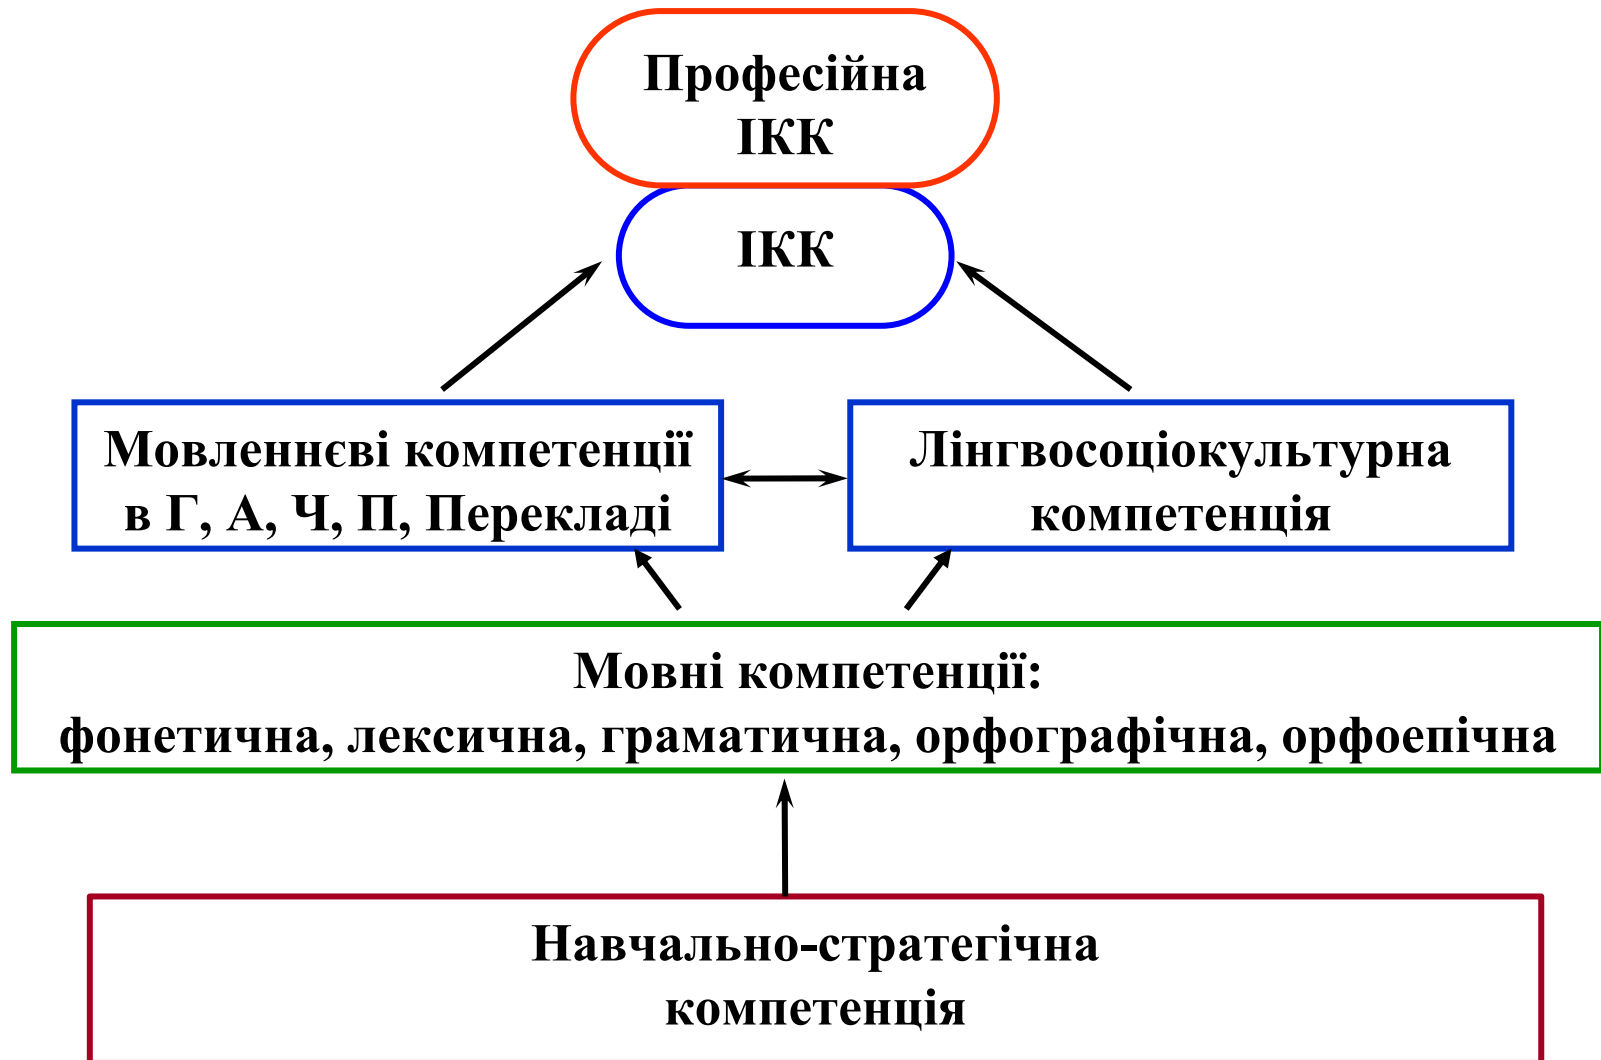 Професійна
ІКК
ІКК
Мовленнєві компетенції
в Г, А, Ч, П, Перекладі
Лінгвосоціокультурна
компетенція
Мовні компетенції:
фонетична, лексична, граматична, орфографічна, орфоепічна
Навчально-стратегічна
компетенція